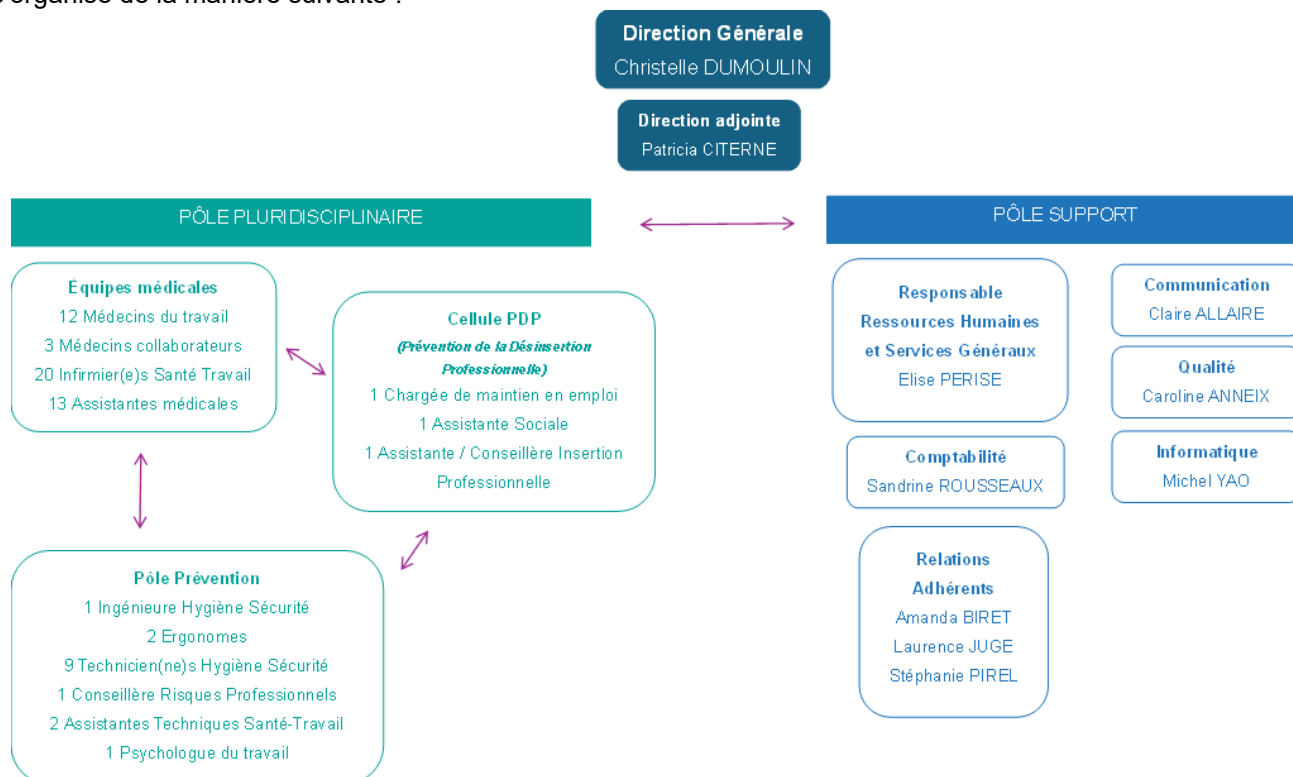 s'organise de la manière suivante :
Direction Générale
Christelle DUMOULIN
Direction adjointe
Patricia CITERNE
PÔLE PLURIDISCIPLINAIRE
Équipes médicales
12 Médecins du travail
3 Médecins collaborateurs
20 Infirmier(e)s Santé Travail
13 Assistantes médicales
Cellule PDP
(Prévention de la Désinsertion
Professionnelle)
1 Chargée de maintien en emploi
1 Assistante Sociale
1 Assistante / Conseillère Insertion
Professionnelle
Pôle Prévention
1 Ingénieure Hygiène Sécurité
2 Ergonomes
9 Technicien(ne)s Hygiène Sécurité
1 Conseillère Risques Professionnels
2 Assistantes Techniques Santé-Travail
1 Psychologue du travail
PÔLE SUPPORT
Responsable
Ressources Humaines
et Services Généraux
Elise PERISE
Comptabilité
Sandrine ROUSSEAUX
Relations
Adhérents
Amanda BIRET
Laurence JUGE
Stéphanie PIREL
Communication
Claire ALLAIRE
Qualité
Caroline ANNEIX
Informatique
Michel YAO